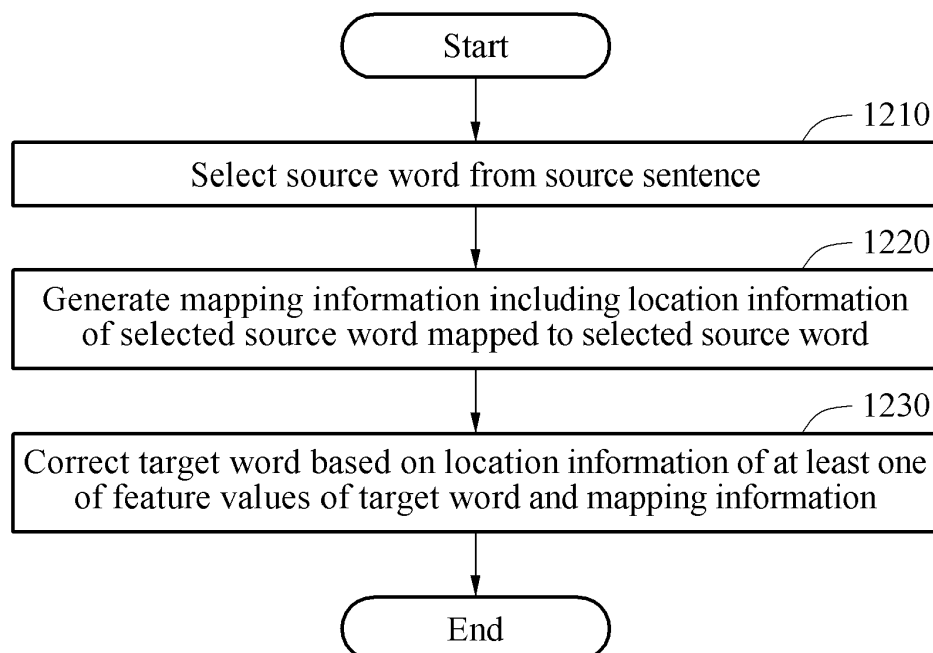 Start
1210
Select source word from source sentence
1220
Generate mapping information including location information
of selected source word mapped to selected source word
1230
Correct target word based on location information of at least one
of feature values of target word and mapping information
End